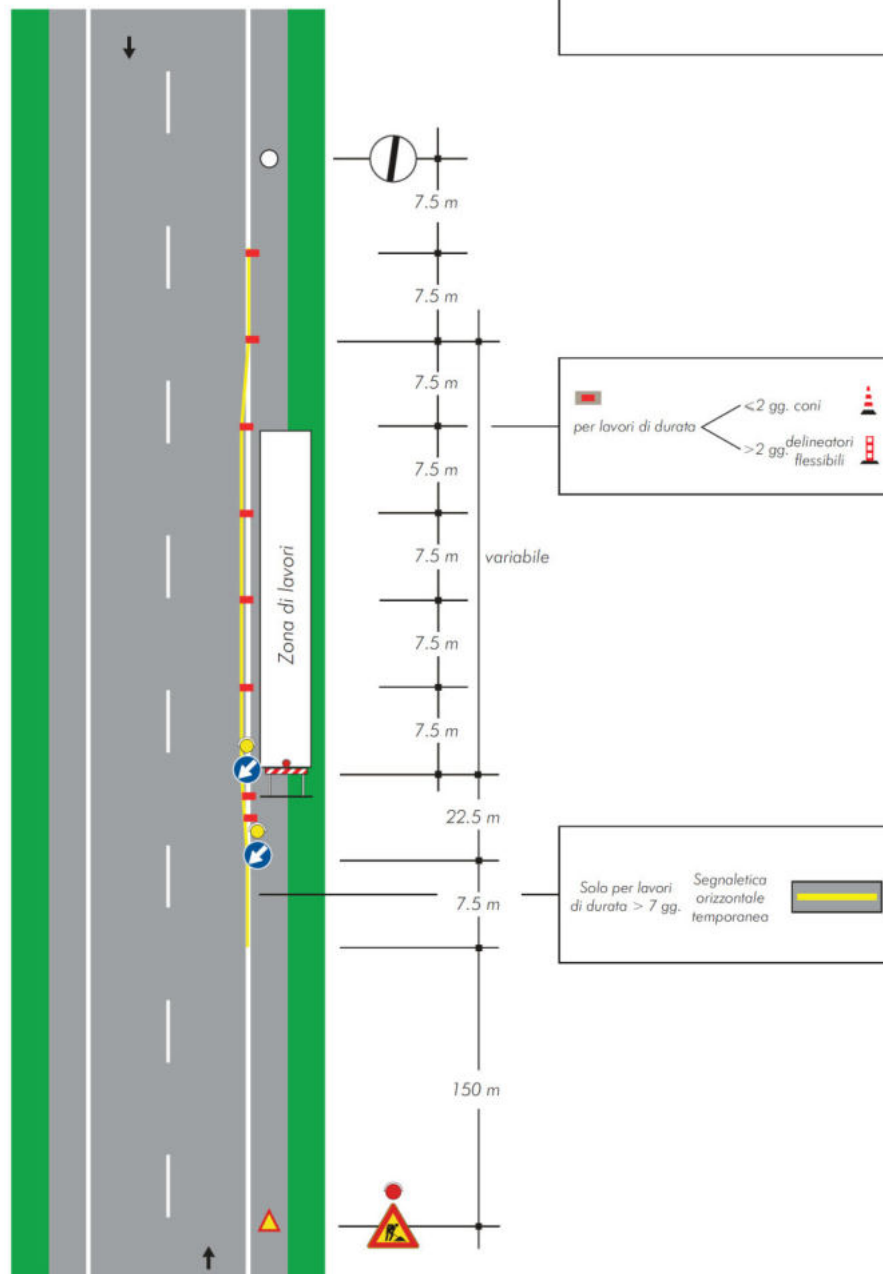 7.5 m
7.5 m
7.5 m
7.5 m
7.5 m
7.5 m
7.5 m
variabile
22.5 m
7.5 m
150 m
Zona di lavori
per lavori di durata
⩽2 gg. coni
>2 gg. delineatori
flessibili
Solo per lavori
di durata > 7 gg.
Segnaletica
orizzontale
temporanea